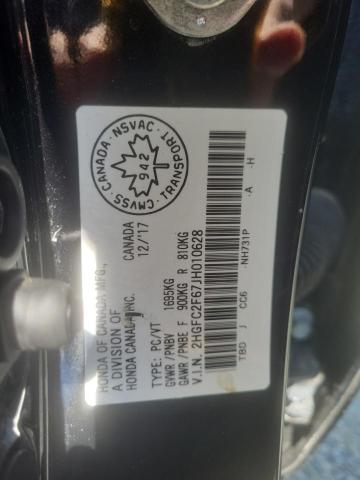 HONDA OF CANADA MFG.,
A DIVISION OF
HONDA CANADA INC. CANADA
12/'17
CMVSS · CANADA · NSVAC · TRANSPORT
942
TYPE: PC/VT
GVWR /PNBV 1695KG
GAWR /PNBE F 900KG R 810KG
V.I.N. 2HGFC2F67JH010628
TBD J CC6 -NH731P -A -H